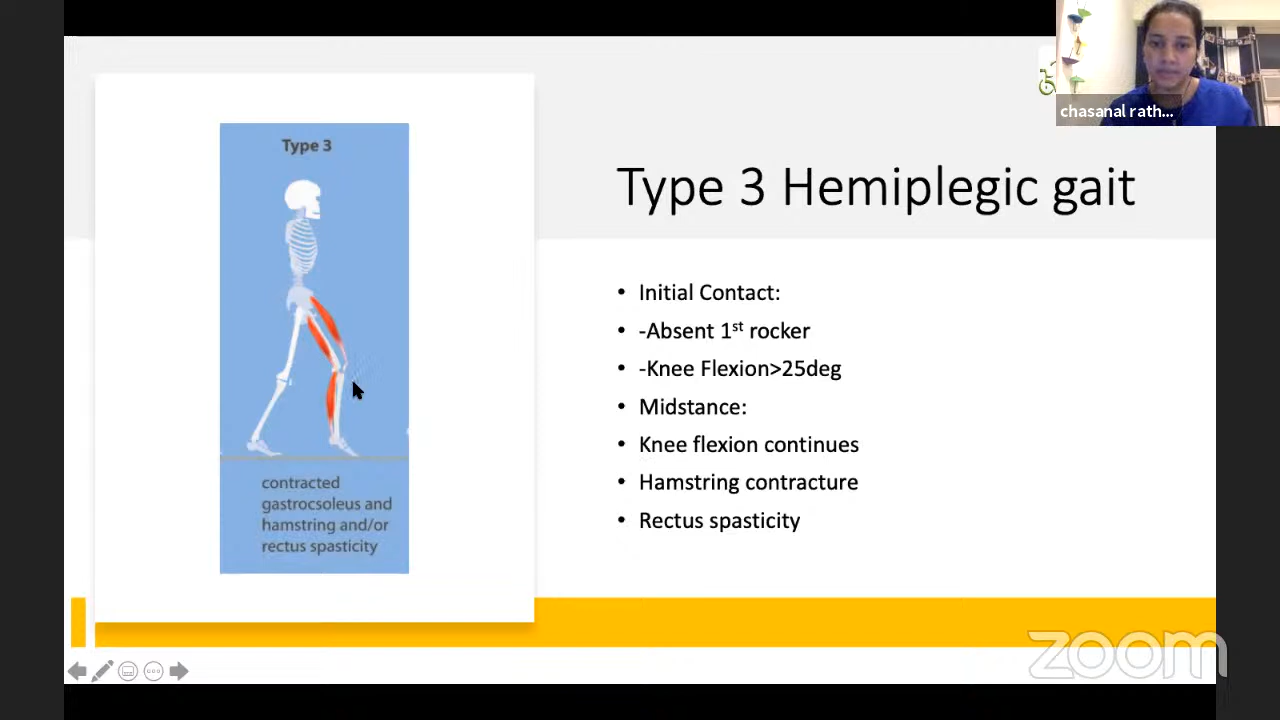 chasanal rath...
Type 3
Type 3 Hemiplegic gait
• Initial Contact:
• -Absent 1st rocker
• -Knee Flexion>25deg
• Midstance:
• Knee flexion continues
• Hamstring contracture
• Rectus spasticity
contracted
gastrocsoleus and
hamstring and/or
rectus spasticity
zoom